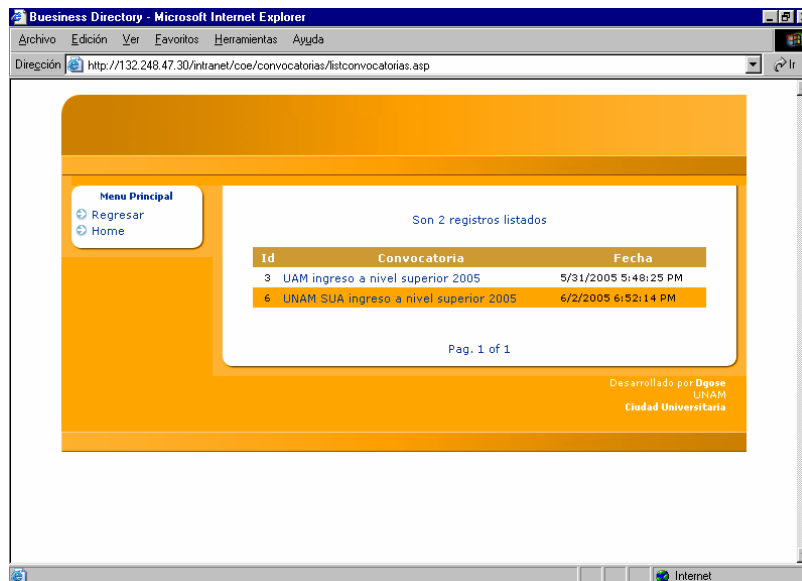 Buesiness Directory - Microsoft Internet Explorer
Archivo Edición Ver Favoritos Herramientas Ayuda
Dirección http://132.248.47.30/intranet/coe/convocatorias/listconvocatorias.asp Ir
Menu Principal
Regresar
Home
Son 2 registros listados
Id Convocatoria Fecha
3 UAM ingreso a nivel superior 2005 5/31/2005 5:48:25 PM
6 UNAM SUA ingreso a nivel superior 2005 6/2/2005 6:52:14 PM
Pag. 1 of 1
Desarrollado por Dgose
UNAM
Ciudad Universitaria
Internet